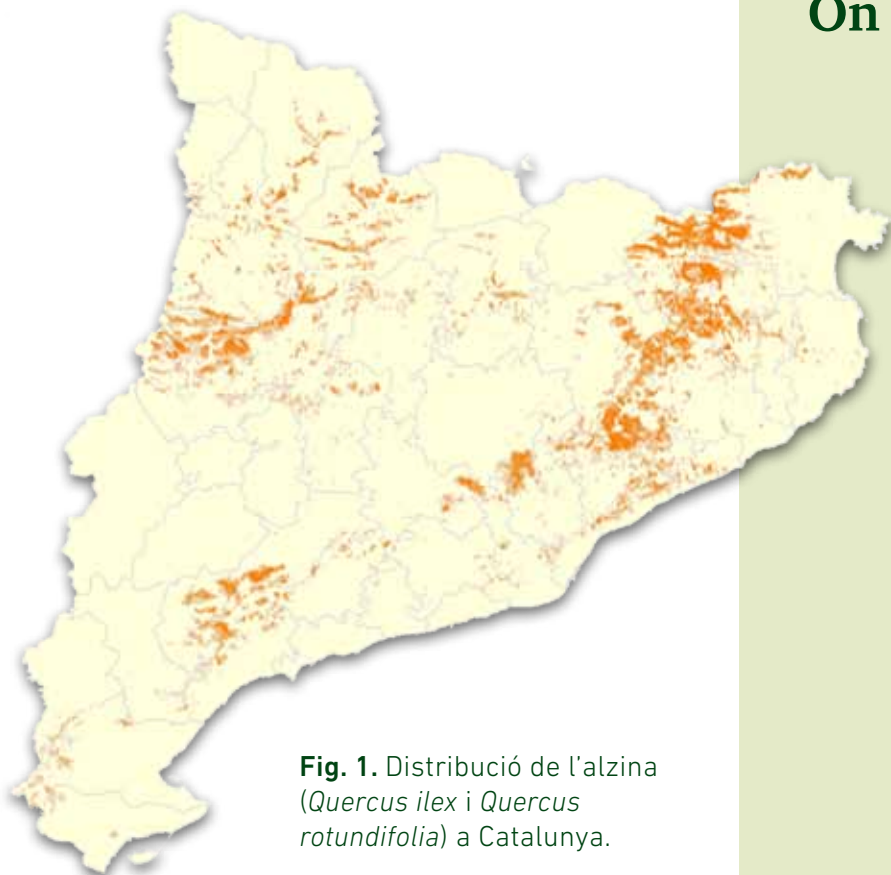 On
Fig. 1. Distribució de l'alzina
(Quercus ilex i Quercus
rotundifolia) a Catalunya.